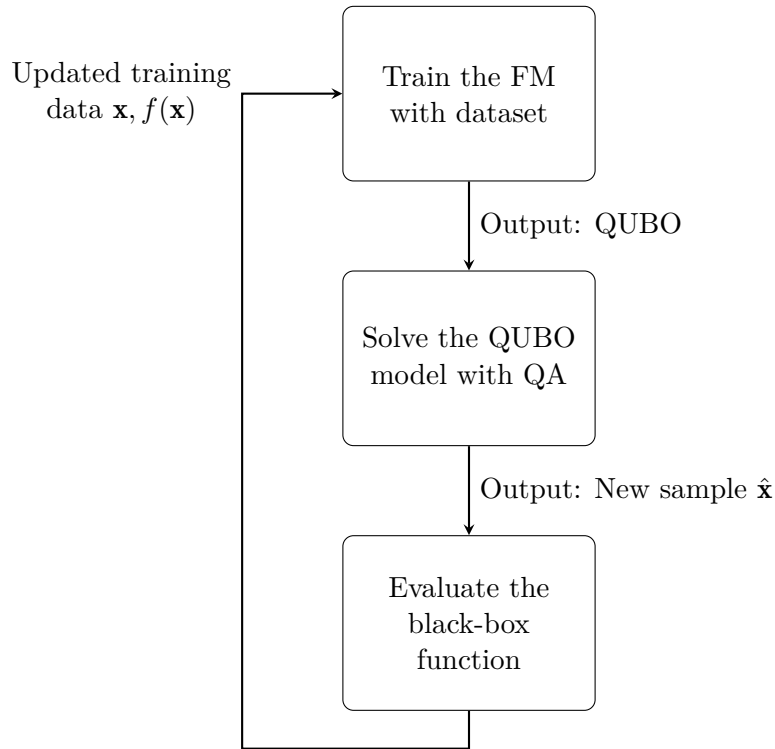 Updated training
data x, f(x)
Train the FM
with dataset
Output: QUBO
Solve the QUBO
model with QA
Output: New sample x̂
Evaluate the
black-box
function